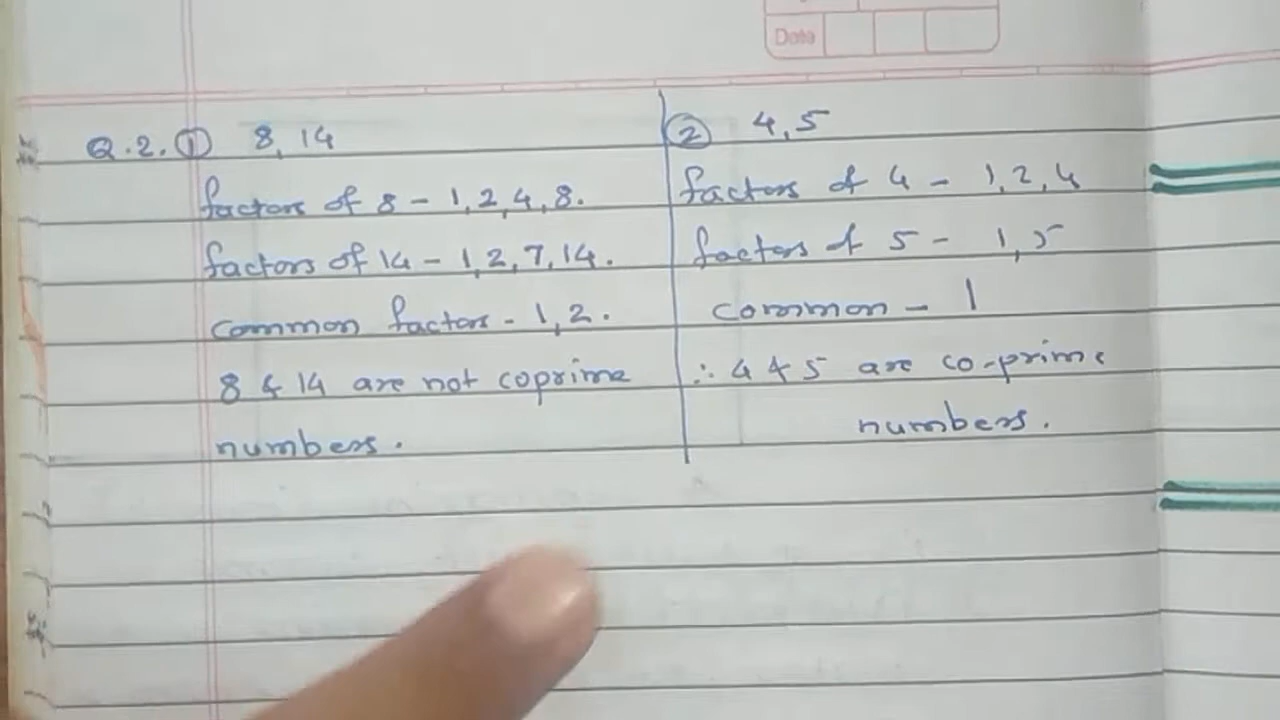 Data
Q.2. ① 8, 14
factors of 8 - 1, 2, 4, 8.
factors of 14 - 1, 2, 7, 14.
common factors - 1, 2.
8 & 14 are not coprime
numbers.
② 4, 5
factors of 4 - 1, 2, 4
factors of 5 - 1, 5
common - 1
∴ 4 & 5 are co-prime
numbers.